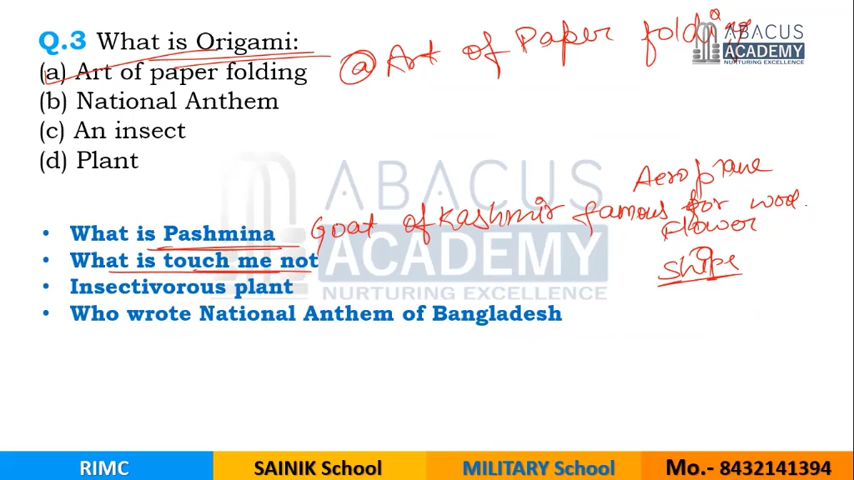 Q.3 What is Origami:
(a) Art of paper folding
(b) National Anthem
(c) An insect
(d) Plant
(a) Art of Paper folding
ABACUS
ACADEMY
NURTURING EXCELLENCE
Aeroplane
ABACUS
ACADEMY
NURTURING EXCELLENCE
• What is Pashmina
Goat of Kashmir famous for wool.
flower
• What is touch me not
Ship
• Insectivorous plant
• Who wrote National Anthem of Bangladesh
RIMC SAINIK School MILITARY School Mo.- 8432141394